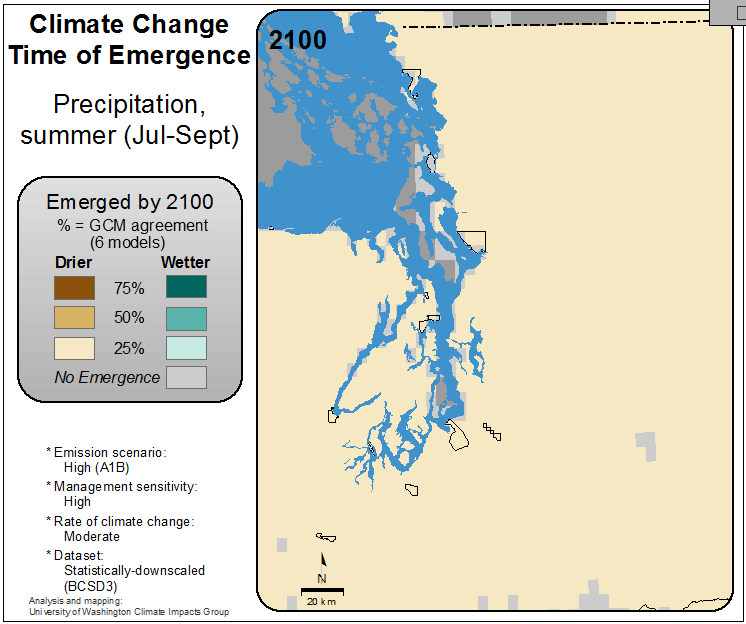 Climate Change
Time of Emergence
Precipitation,
summer (Jul-Sept)
Emerged by 2100
% = GCM agreement
(6 models)
Drier Wetter
75%
50%
25%
No Emergence
* Emission scenario:
High (A1B)
* Management sensitivity:
High
* Rate of climate change:
Moderate
* Dataset:
Statistically-downscaled
(BCSD3)
Analysis and mapping:
University of Washington Climate Impacts Group
2100
N
20 km